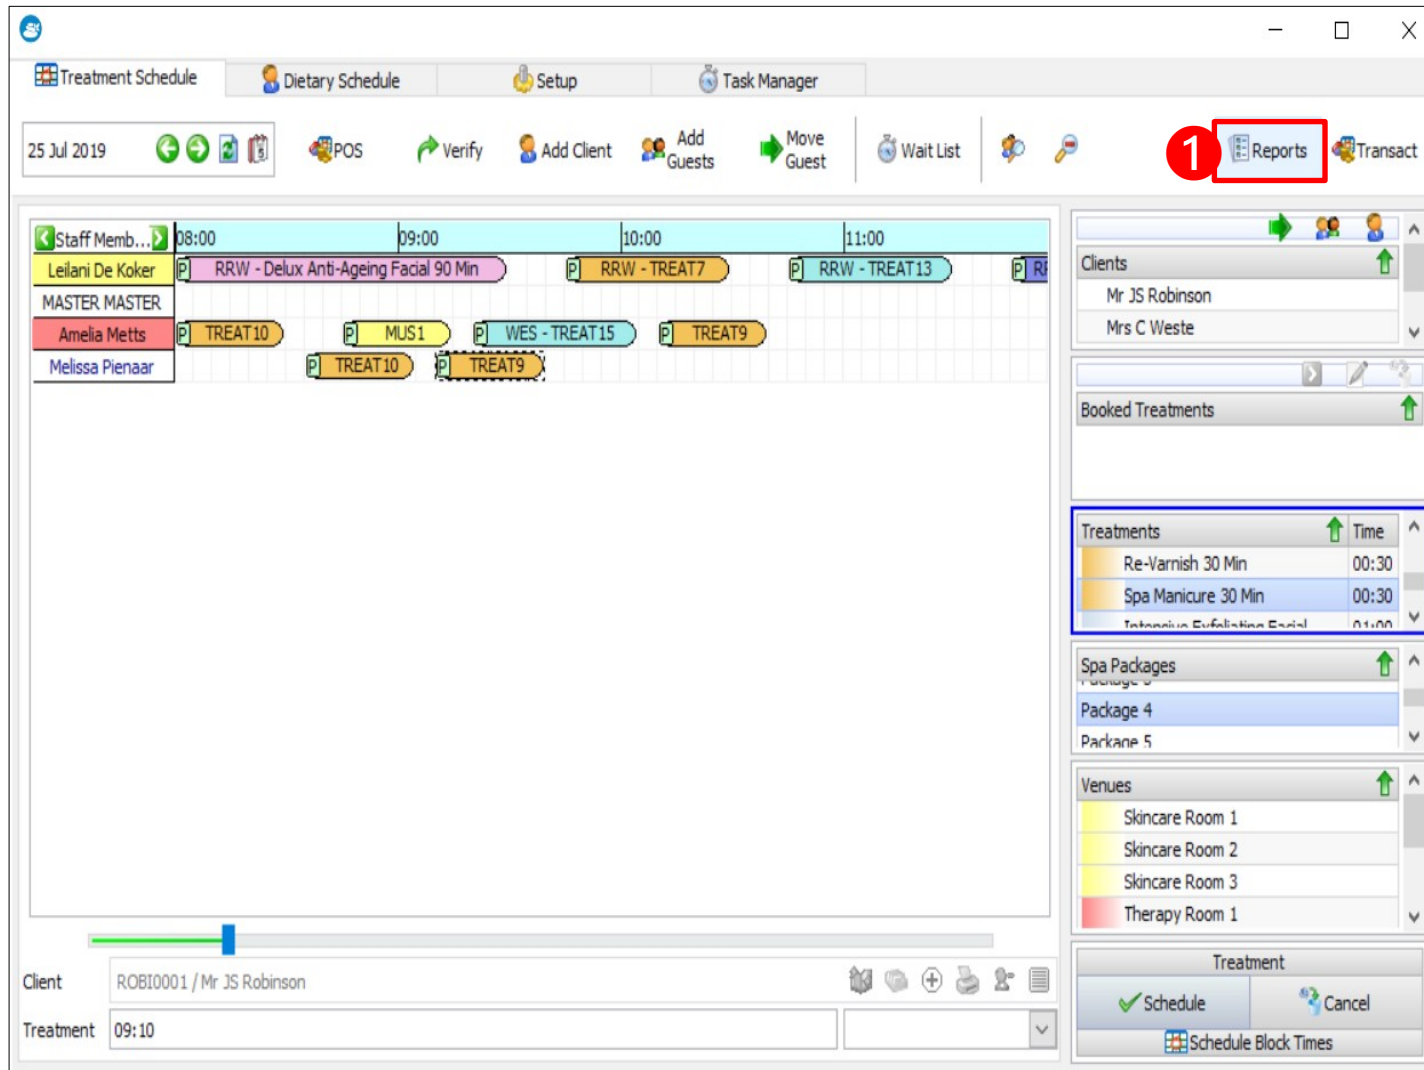 Treatment Schedule
Dietary Schedule
Setup
Task Manager
25 Jul 2019
POS
Verify
Add Client
Add Guests
Move Guest
Wait List
1
Reports
Transact
Staff Memb... 08:00 09:00 10:00 11:00
Leilani De Koker P RRW - Delux Anti-Ageing Facial 90 Min P RRW - TREAT7 P RRW - TREAT13 P
MASTER MASTER
Amelia Metts P TREAT10 P MUS1 P WES - TREAT15 P TREAT9
Melissa Pienaar P TREAT10 P TREAT9
Clients
Mr JS Robinson
Mrs C Weste
Booked Treatments
Treatments Time
Re-Varnish 30 Min 00:30
Spa Manicure 30 Min 00:30
Intensive Exfoliating Facial 01:00
Spa Packages
Package 4
Package 5
Venues
Skincare Room 1
Skincare Room 2
Skincare Room 3
Therapy Room 1
Client ROBI0001 / Mr JS Robinson
Treatment 09:10
Treatment
Schedule Cancel
Schedule Block Times